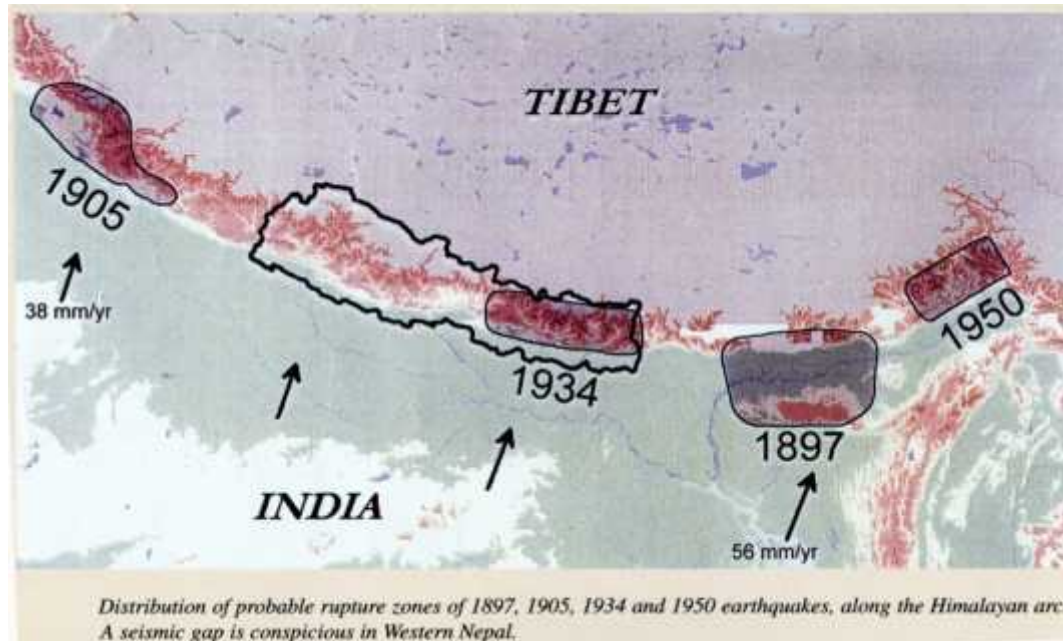 TIBET
1905
38 mm/yr
1950
1934
1897
INDIA
56 mm/yr
Distribution of probable rupture zones of 1897, 1905, 1934 and 1950 earthquakes, along the Himalayan arc
A seismic gap is conspicious in Western Nepal.